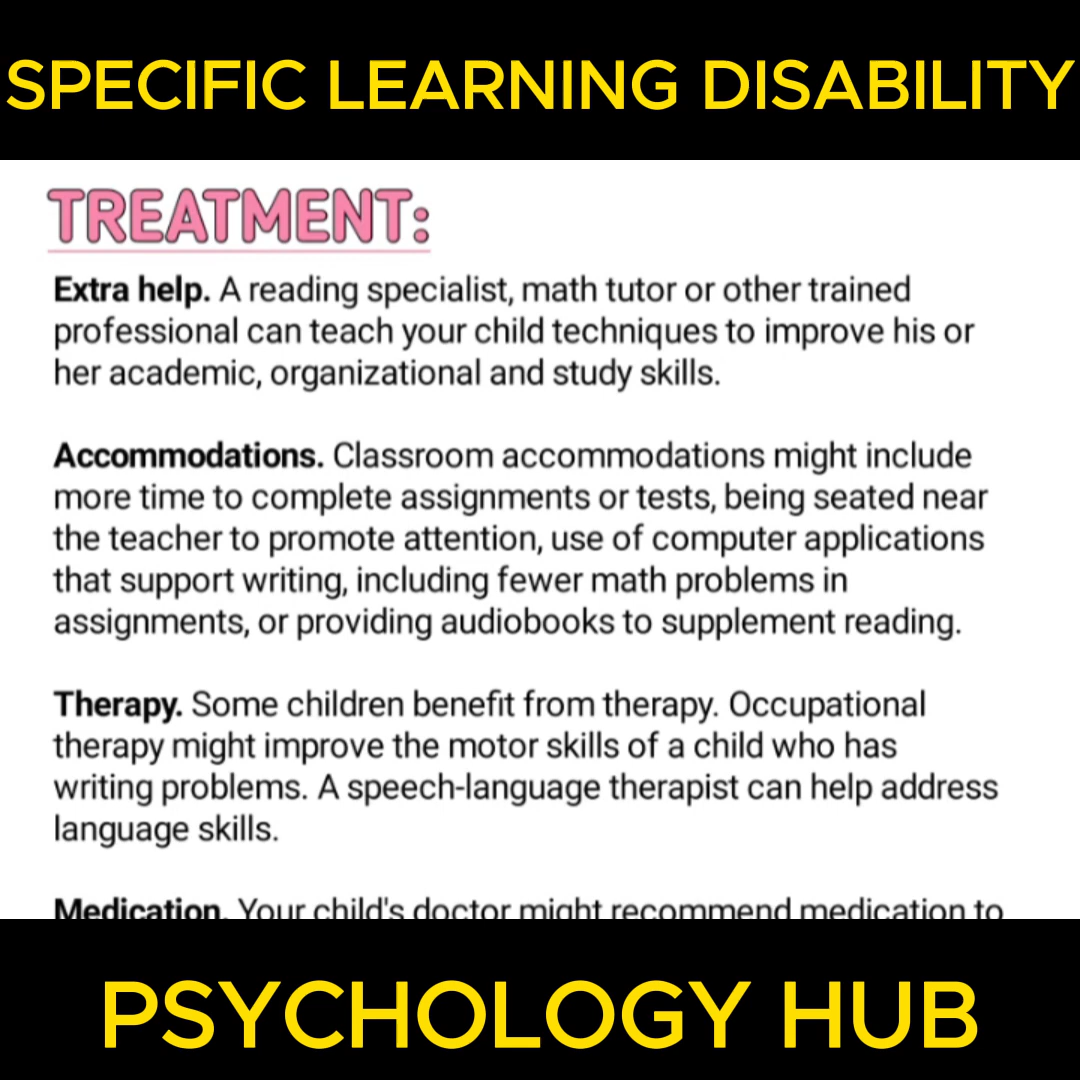 SPECIFIC LEARNING DISABILITY
TREATMENT:
Extra help. A reading specialist, math tutor or other trained
professional can teach your child techniques to improve his or
her academic, organizational and study skills.
Accommodations. Classroom accommodations might include
more time to complete assignments or tests, being seated near
the teacher to promote attention, use of computer applications
that support writing, including fewer math problems in
assignments, or providing audiobooks to supplement reading.
Therapy. Some children benefit from therapy. Occupational
therapy might improve the motor skills of a child who has
writing problems. A speech-language therapist can help address
language skills.
Medication. Your child's doctor might recommend medication to
PSYCHOLOGY HUB